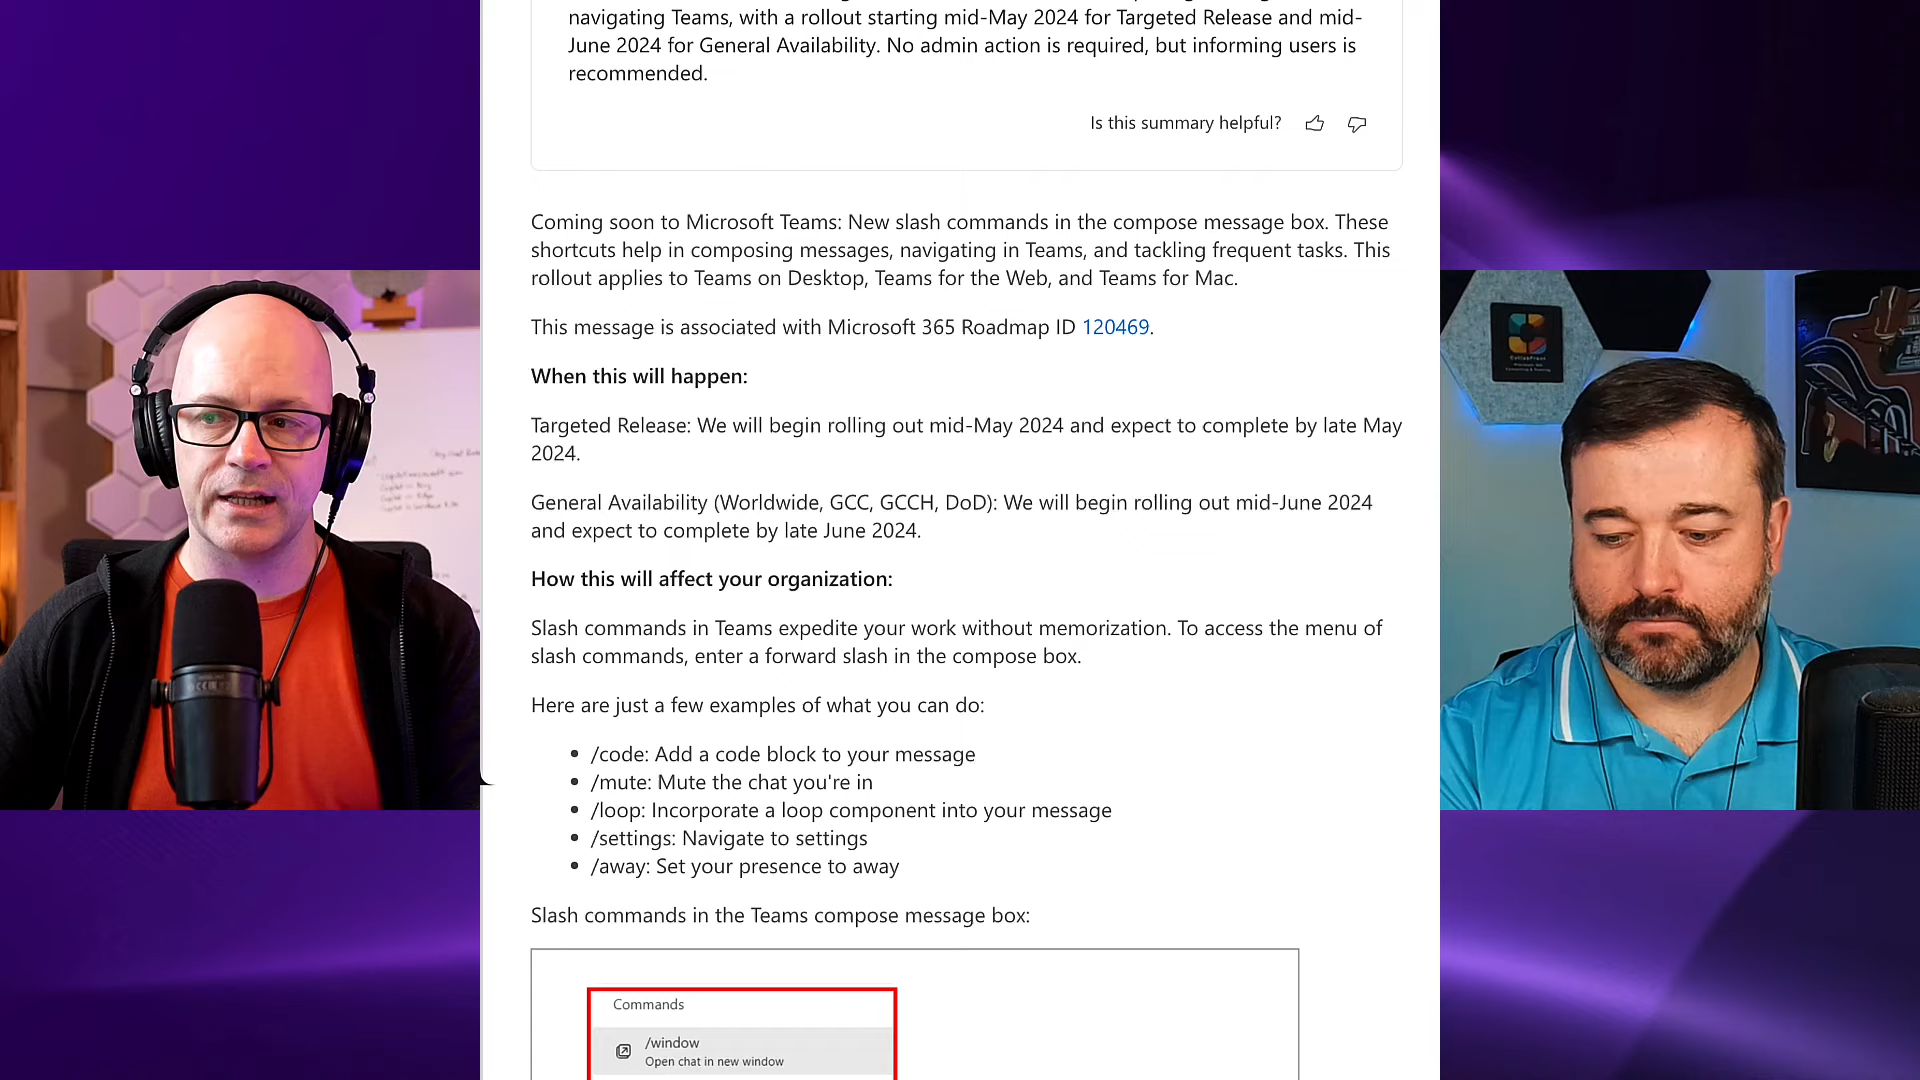 navigating Teams, with a rollout starting mid-May 2024 for Targeted Release and mid-
June 2024 for General Availability. No admin action is required, but informing users is
recommended.
Is this summary helpful?
Coming soon to Microsoft Teams: New slash commands in the compose message box. These
shortcuts help in composing messages, navigating in Teams, and tackling frequent tasks. This
rollout applies to Teams on Desktop, Teams for the Web, and Teams for Mac.
This message is associated with Microsoft 365 Roadmap ID 120469.
When this will happen:
Targeted Release: We will begin rolling out mid-May 2024 and expect to complete by late May
2024.
General Availability (Worldwide, GCC, GCCH, DoD): We will begin rolling out mid-June 2024
and expect to complete by late June 2024.
How this will affect your organization:
Slash commands in Teams expedite your work without memorization. To access the menu of
slash commands, enter a forward slash in the compose box.
Here are just a few examples of what you can do:
• /code: Add a code block to your message
• /mute: Mute the chat you're in
• /loop: Incorporate a loop component into your message
• /settings: Navigate to settings
• /away: Set your presence to away
Slash commands in the Teams compose message box:
Commands
/window
Open chat in new window